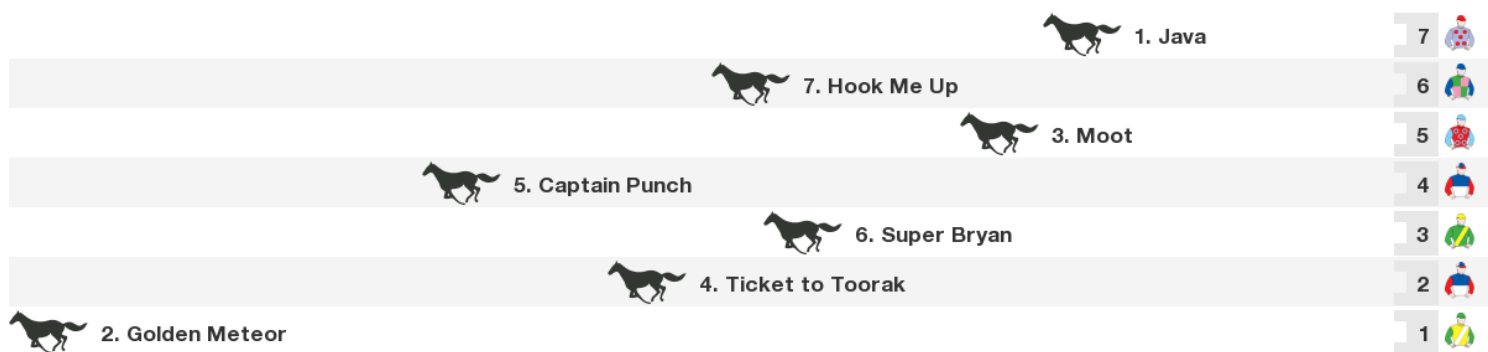 1. Java 7
7. Hook Me Up 6
3. Moot 5
5. Captain Punch 4
6. Super Bryan 3
4. Ticket to Toorak 2
2. Golden Meteor 1